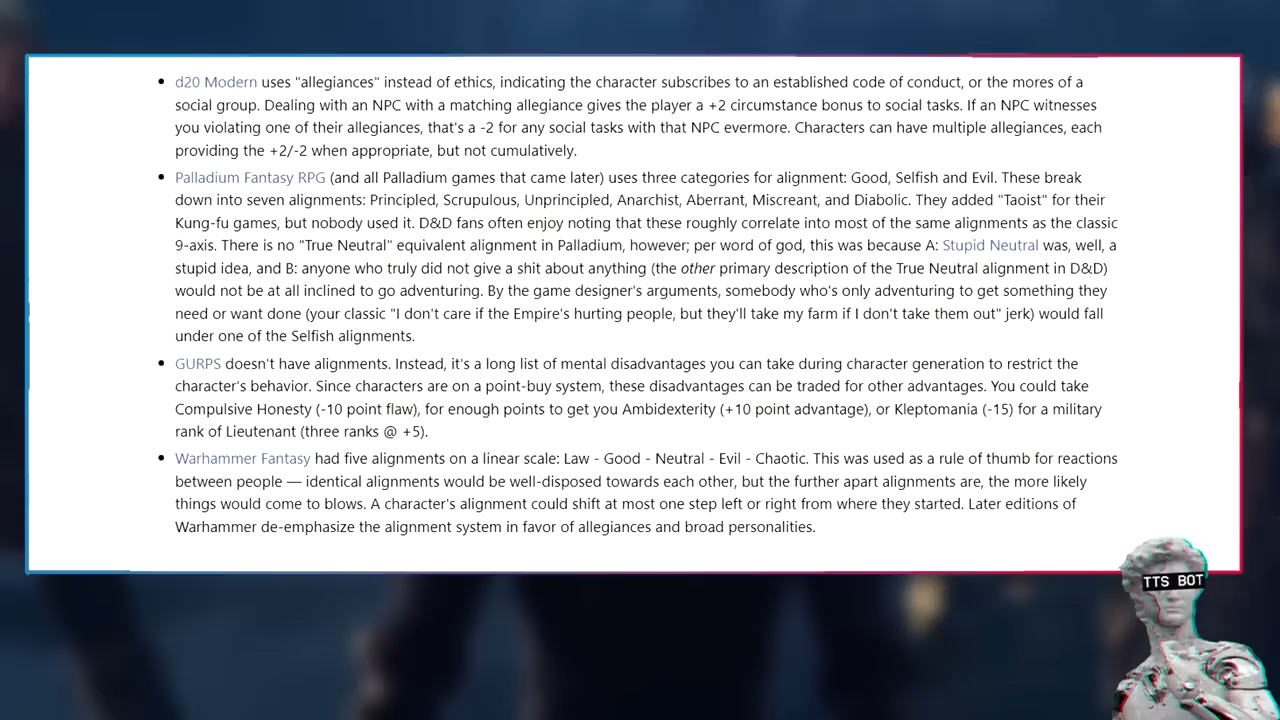 d20 Modern uses "allegiances" instead of ethics, indicating the character subscribes to an established code of conduct, or the mores of a
social group. Dealing with an NPC with a matching allegiance gives the player a +2 circumstance bonus to social tasks. If an NPC witnesses
you violating one of their allegiances, that's a -2 for any social tasks with that NPC evermore. Characters can have multiple allegiances, each
providing the +2/-2 when appropriate, but not cumulatively.
Palladium Fantasy RPG (and all Palladium games that came later) uses three categories for alignment: Good, Selfish and Evil. These break
down into seven alignments: Principled, Scrupulous, Unprincipled, Anarchist, Aberrant, Miscreant, and Diabolic. They added "Taoist" for their
Kung-fu games, but nobody used it. D&D fans often enjoy noting that these roughly correlate into most of the same alignments as the classic
9-axis. There is no "True Neutral" equivalent alignment in Palladium, however; per word of god, this was because A: Stupid Neutral was, well, a
stupid idea, and B: anyone who truly did not give a shit about anything (the other primary description of the True Neutral alignment in D&D)
would not be at all inclined to go adventuring. By the game designer's arguments, somebody who's only adventuring to get something they
need or want done (your classic "I don't care if the Empire's hurting people, but they'll take my farm if I don't take them out" jerk) would fall
under one of the Selfish alignments.
GURPS doesn't have alignments. Instead, it's a long list of mental disadvantages you can take during character generation to restrict the
character's behavior. Since characters are on a point-buy system, these disadvantages can be traded for other advantages. You could take
Compulsive Honesty (-10 point flaw), for enough points to get you Ambidexterity (+10 point advantage), or Kleptomania (-15) for a military
rank of Lieutenant (three ranks @ +5).
Warhammer Fantasy had five alignments on a linear scale: Law - Good - Neutral - Evil - Chaotic. This was used as a rule of thumb for reactions
between people — identical alignments would be well-disposed towards each other, but the further apart alignments are, the more likely
things would come to blows. A character's alignment could shift at most one step left or right from where they started. Later editions of
Warhammer de-emphasize the alignment system in favor of allegiances and broad personalities.
TTS BOT